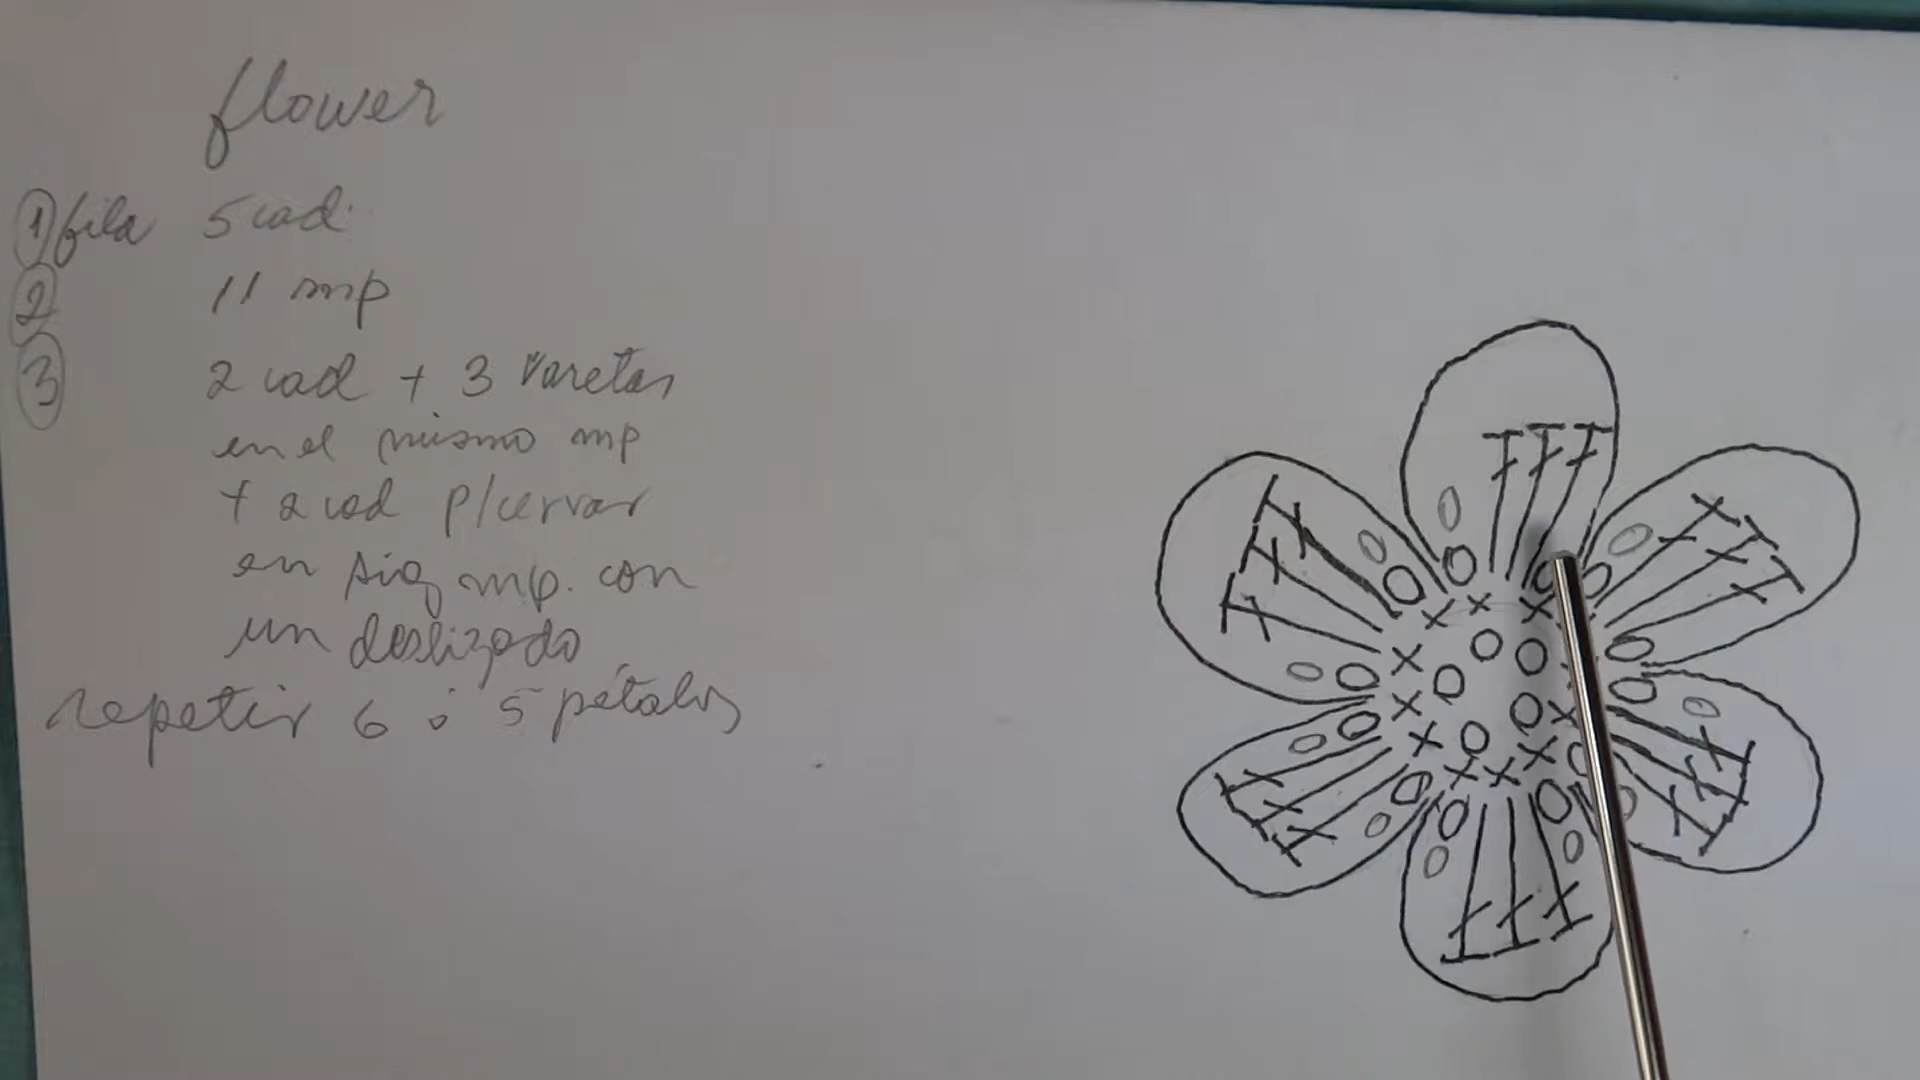 flower
① fila 5 cad.
② 11 mp
③ 2 cad + 3 varetas
en el mismo mp
+ 2 cad p/cerrar
en sig mp. con
un deslizado
repetir 6 ó 5 pétalos